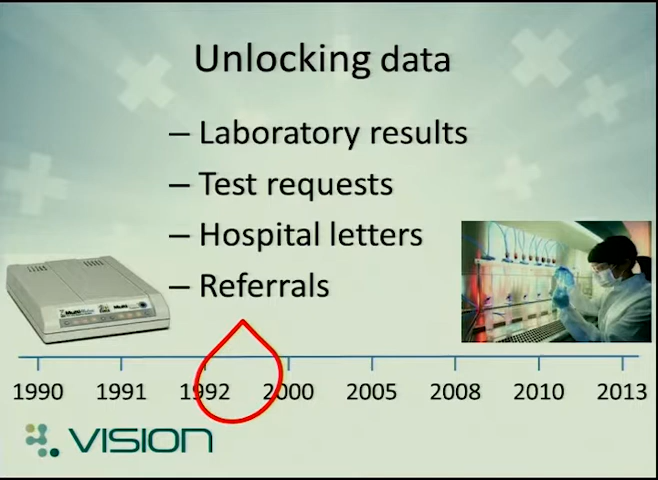 Unlocking data
– Laboratory results
– Test requests
– Hospital letters
– Referrals
1990 1991 1992 2000 2005 2008 2010 2013
VISION